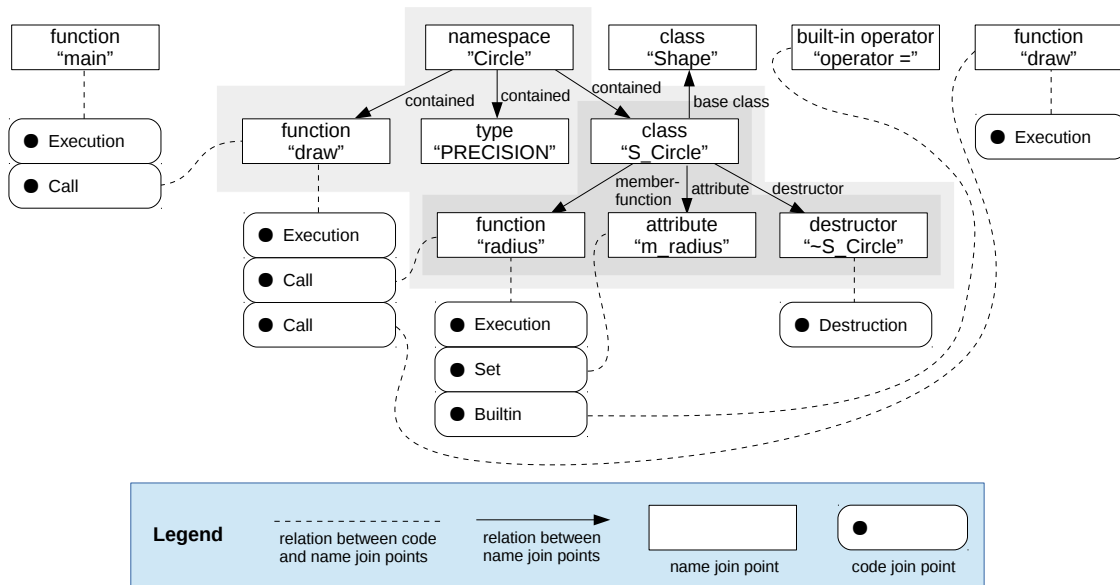 function
“main”
namespace
”Circle”
class
“Shape”
built-in operator
“operator =”
function
“draw”
contained
contained
contained
base class
Execution
Call
function
“draw”
type
”PRECISION”
class
“S_Circle”
Execution
member-
function
attribute
destructor
Execution
Call
Call
function
“radius”
attribute
“m_radius”
destructor
“~S_Circle”
Execution
Set
Builtin
Destruction
Legend
relation between code
and name join points
relation between
name join points
name join point
code join point